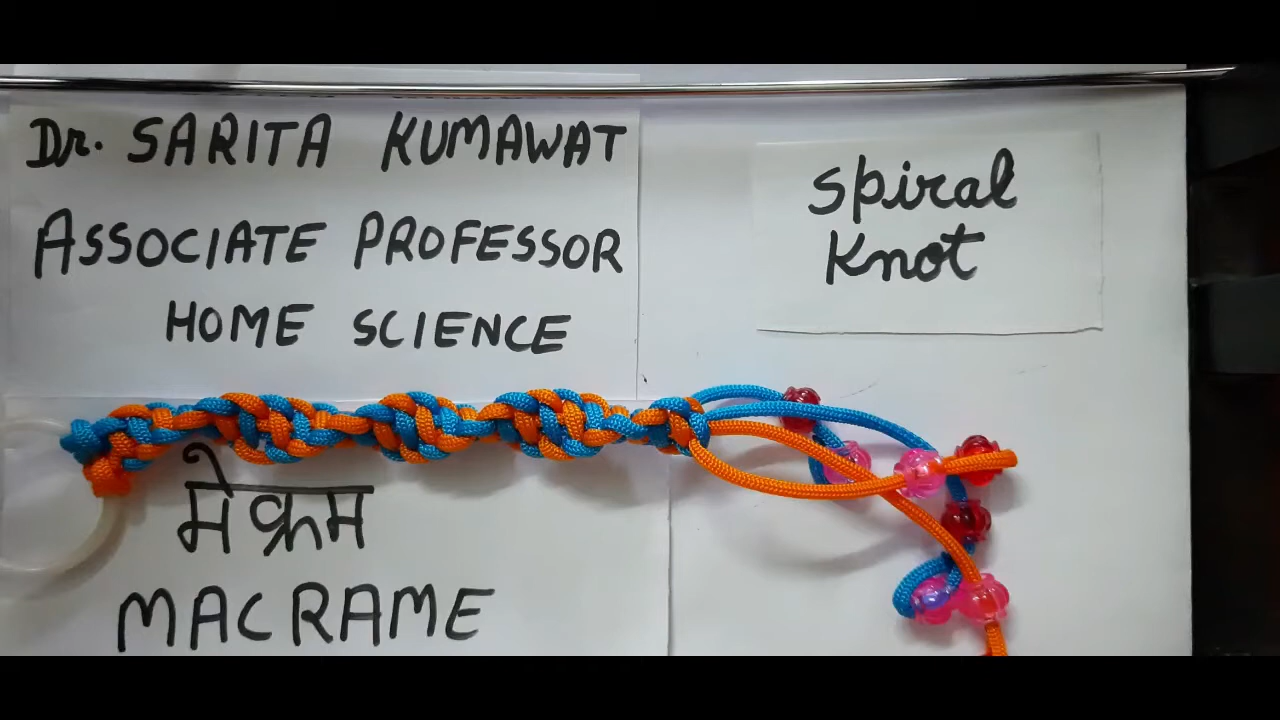 Dr. SARITA KUMAWAT
ASSOCIATE PROFESSOR
HOME SCIENCE
Spiral
Knot
मेक्रम
MACRAME